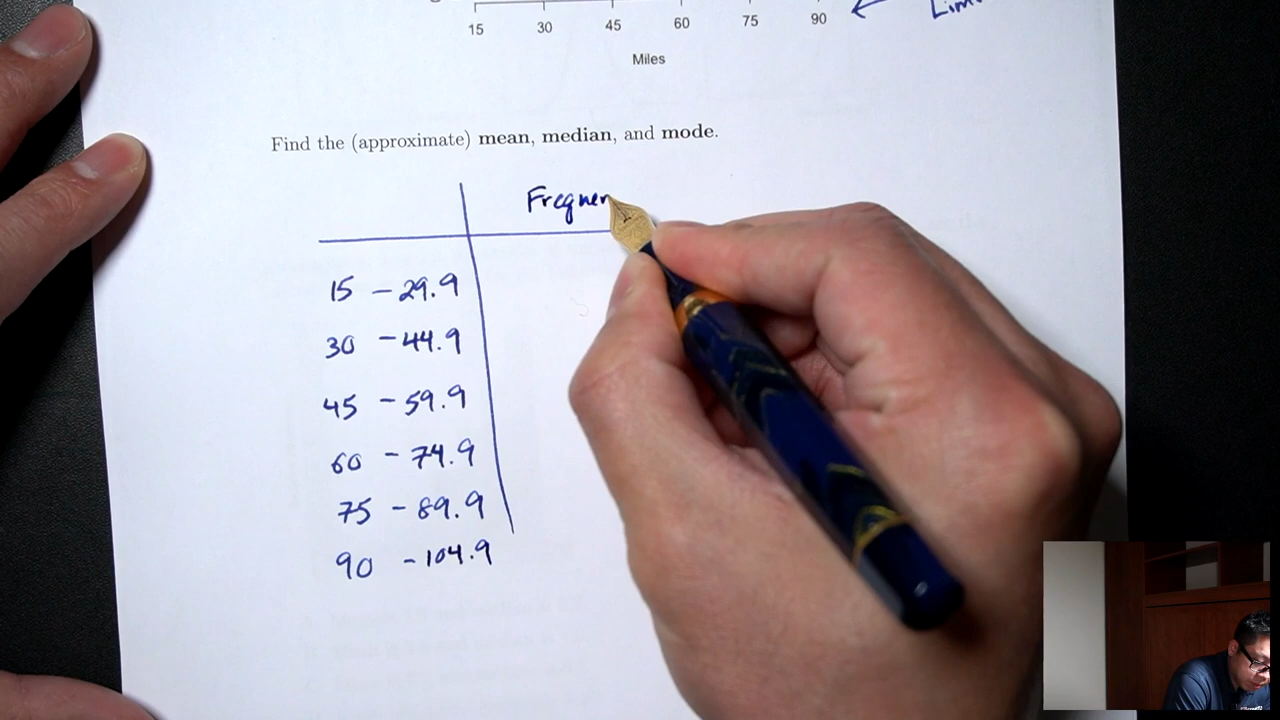 15 30 45 60 75 90
Miles
Find the (approximate) mean, median, and mode.
Frequen
15 - 29.9
30 - 44.9
45 - 59.9
60 - 74.9
75 - 89.9
90 - 104.9